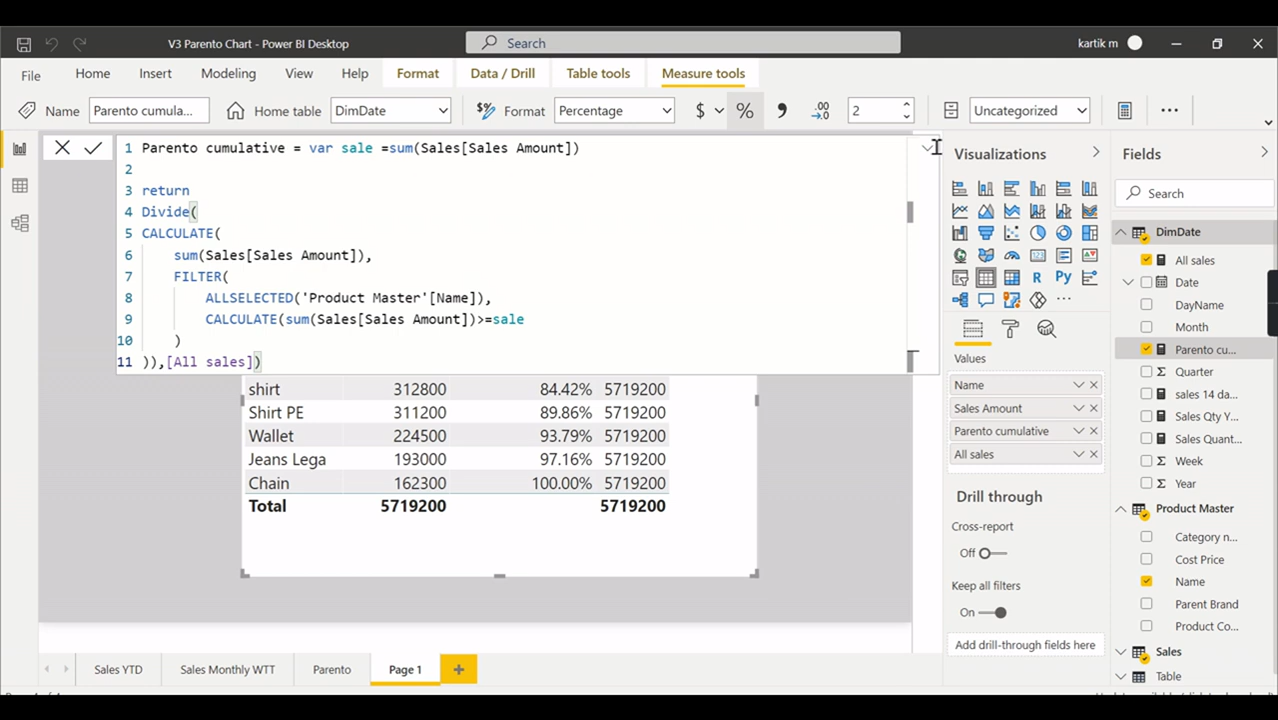 V3 Parento Chart - Power BI Desktop
Search
kartik m
File
Home
Insert
Modeling
View
Help
Format
Data / Drill
Table tools
Measure tools
Name
Parento cumula...
Home table
DimDate
Format
Percentage
$
%
2
Uncategorized
1 Parento cumulative = var sale =sum(Sales[Sales Amount])
2
3 return
4 Divide(
5 CALCULATE(
6 sum(Sales[Sales Amount]),
7 FILTER(
8 ALLSELECTED('Product Master'[Name]),
9 CALCULATE(sum(Sales[Sales Amount])>=sale
10 )
11 )),[All sales])
shirt 312800 84.42% 5719200
Shirt PE 311200 89.86% 5719200
Wallet 224500 93.79% 5719200
Jeans Lega 193000 97.16% 5719200
Chain 162300 100.00% 5719200
Total 5719200 5719200
Visualizations
R
Py
Values
Name
Sales Amount
Parento cumulative
All sales
Drill through
Cross-report
Off
Keep all filters
On
Add drill-through fields here
Fields
Search
DimDate
All sales
Date
DayName
Month
Parento cu...
Quarter
sales 14 da...
Sales Qty Y...
Sales Quant...
Week
Year
Product Master
Category n...
Cost Price
Name
Parent Brand
Product Co...
Sales
Table
Sales YTD
Sales Monthly WTT
Parento
Page 1